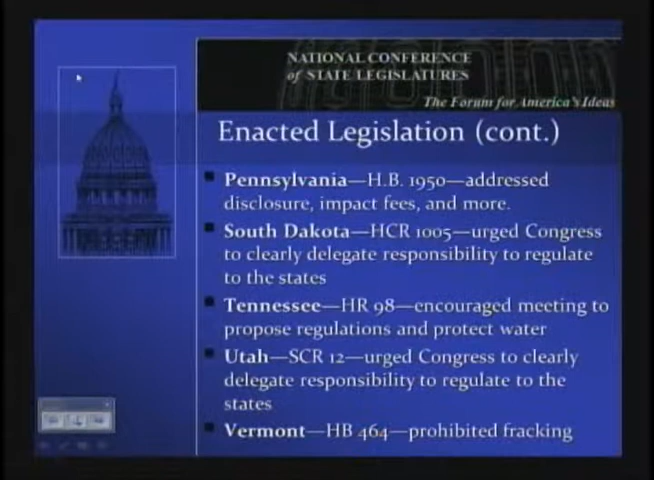 NATIONAL CONFERENCE
of STATE LEGISLATURES
The Forum for America's Ideas
Enacted Legislation (cont.)
Pennsylvania—H.B. 1950—addressed
disclosure, impact fees, and more.
South Dakota—HCR 1005—urged Congress
to clearly delegate responsibility to regulate
to the states
Tennessee—HR 98—encouraged meeting to
propose regulations and protect water
Utah—SCR 12—urged Congress to clearly
delegate responsibility to regulate to the
states
Vermont—HB 464—prohibited fracking